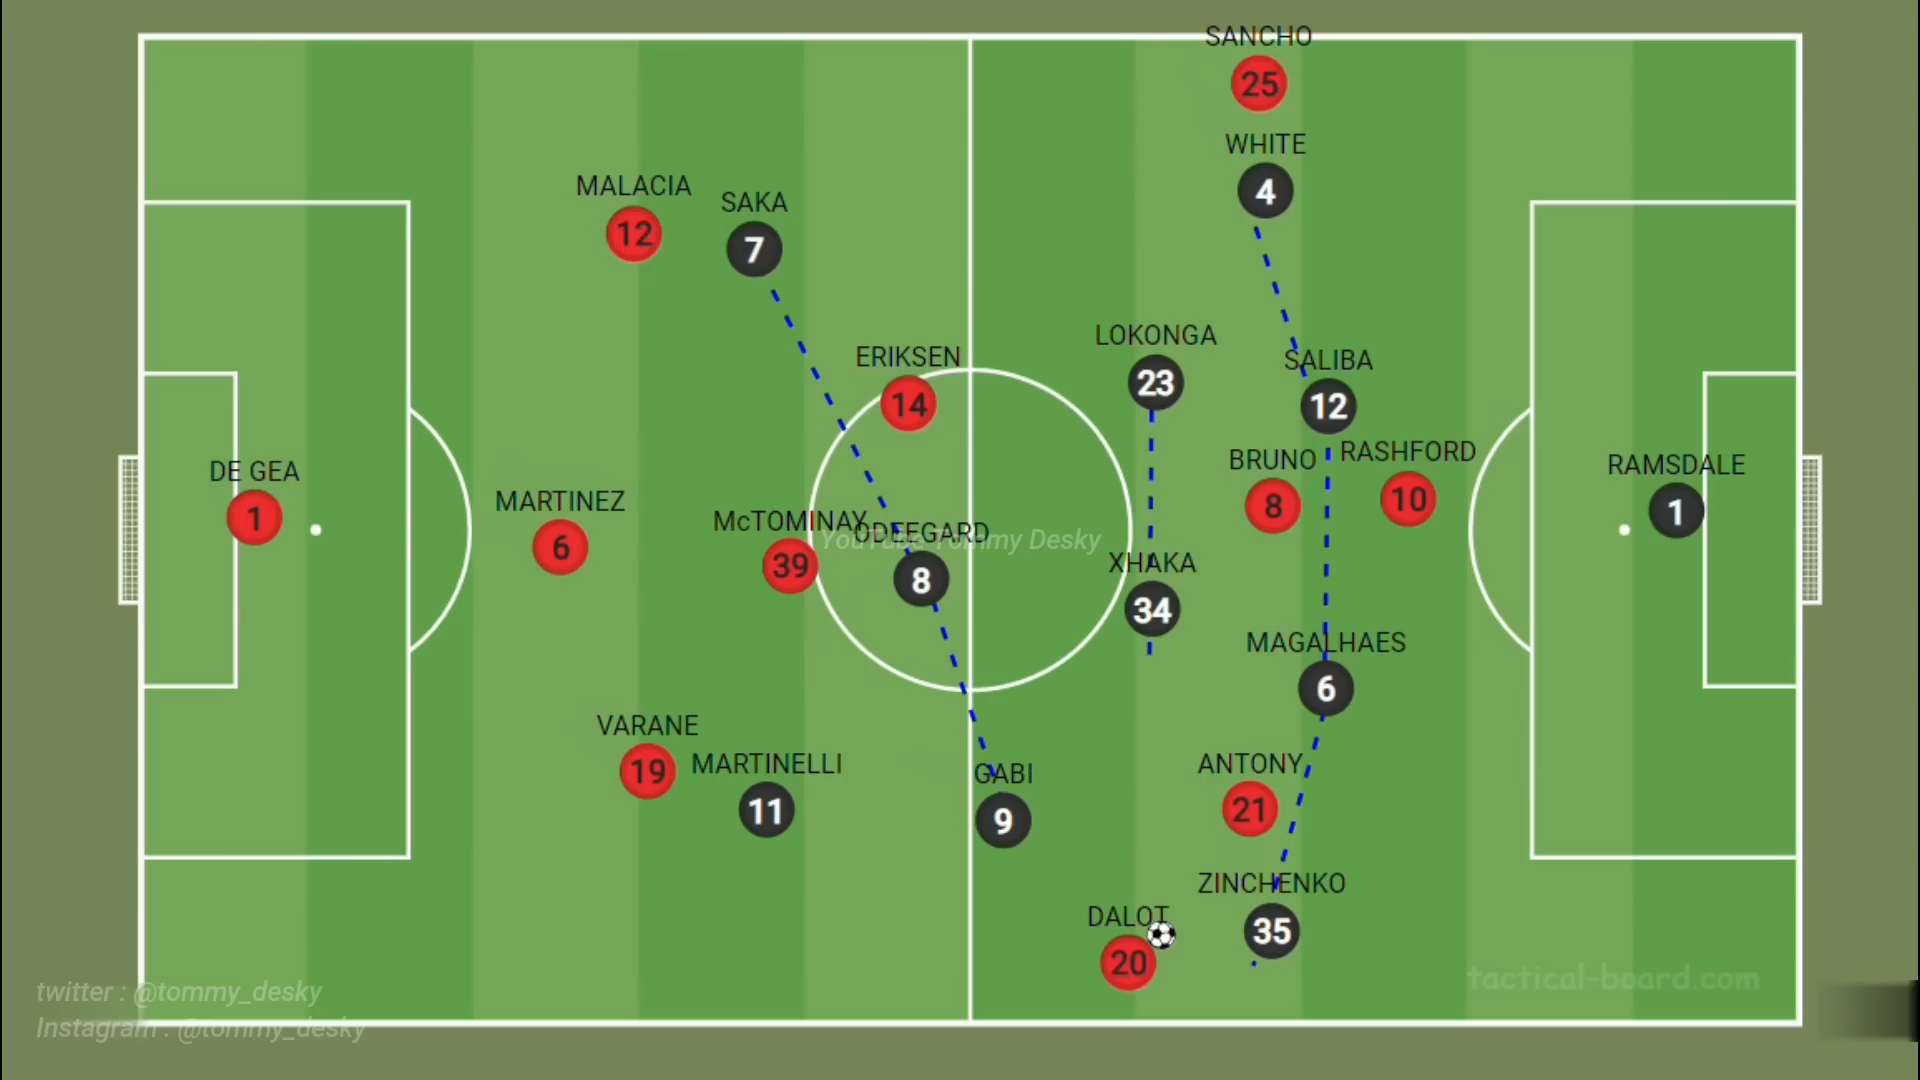 SANCHO
25
WHITE
4
MALACIA
12
SAKA
7
LOKONGA
23
ERIKSEN
14
SALIBA
12
BRUNO
8
RASHFORD
10
RAMSDALE
1
DE GEA
1
MARTINEZ
6
McTOMINAY
39
ODEEGARD
8
YouTube Tommy Desky
XHAKA
34
MAGALHAES
6
VARANE
19
MARTINELLI
11
GABI
9
ANTONY
21
ZINCHENKO
35
DALOT
20
tactical-board.com
twitter : @tommy_desky
Instagram : @tommy_desky